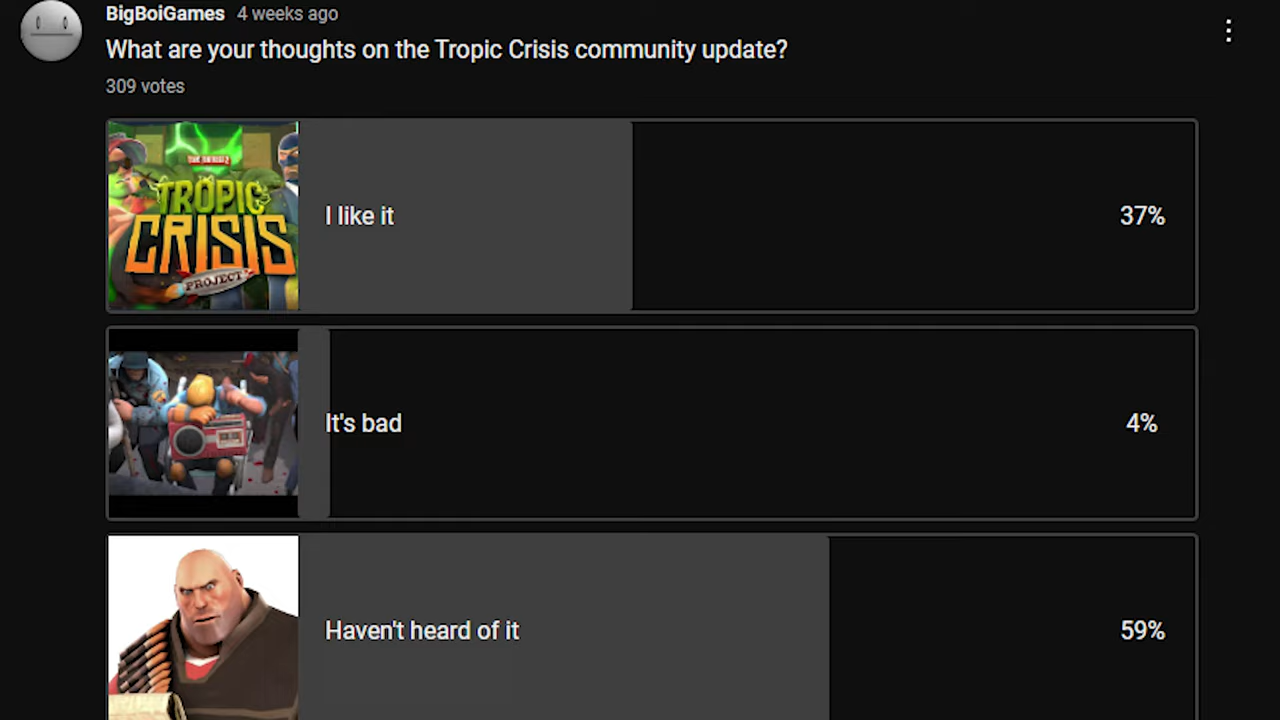 BigBoiGames 4 weeks ago
What are your thoughts on the Tropic Crisis community update?
309 votes
TROPIC
CRISIS
PROJECT
I like it
37%
It's bad
4%
Haven't heard of it
59%